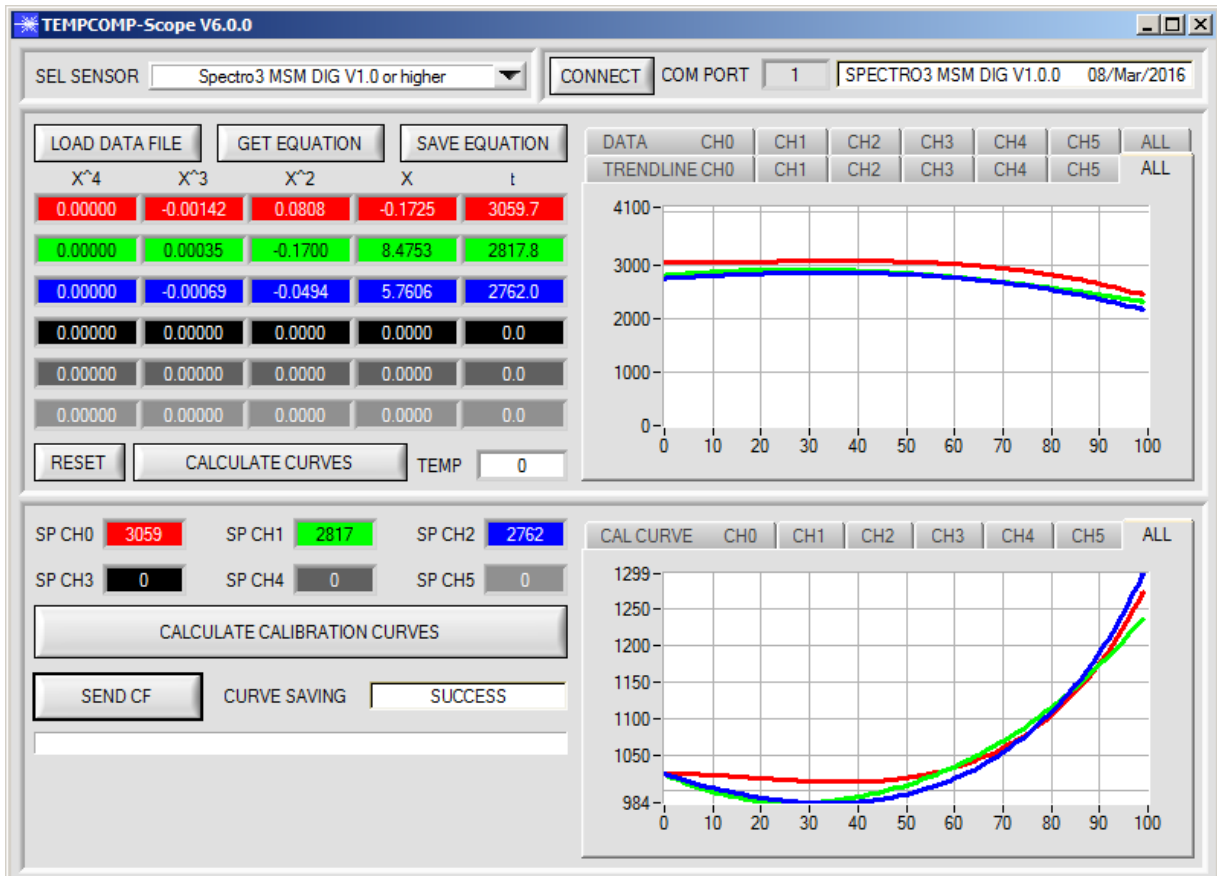 TEMPCOMP-Scope V6.0.0
SEL SENSOR Spectro3 MSM DIG V1.0 or higher CONNECT COM PORT 1 SPECTRO3 MSM DIG V1.0.0 08/Mar/2016
LOAD DATA FILE GET EQUATION SAVE EQUATION
X^4 X^3 X^2 X t
0.00000 -0.00142 0.0808 -0.1725 3059.7
0.00000 0.00035 -0.1700 8.4753 2817.8
0.00000 -0.00069 -0.0494 5.7606 2762.0
0.00000 0.00000 0.0000 0.0000 0.0
0.00000 0.00000 0.0000 0.0000 0.0
0.00000 0.00000 0.0000 0.0000 0.0
RESET CALCULATE CURVES TEMP 0
DATA CH0 CH1 CH2 CH3 CH4 CH5 ALL
TRENDLINE CH0 CH1 CH2 CH3 CH4 CH5 ALL
4100
3000
2000
1000
0
0 10 20 30 40 50 60 70 80 90 100
SP CH0 3059 SP CH1 2817 SP CH2 2762
SP CH3 0 SP CH4 0 SP CH5 0
CALCULATE CALIBRATION CURVES
SEND CF CURVE SAVING SUCCESS
CAL CURVE CH0 CH1 CH2 CH3 CH4 CH5 ALL
1299
1250
1200
1150
1100
1050
984
0 10 20 30 40 50 60 70 80 90 100